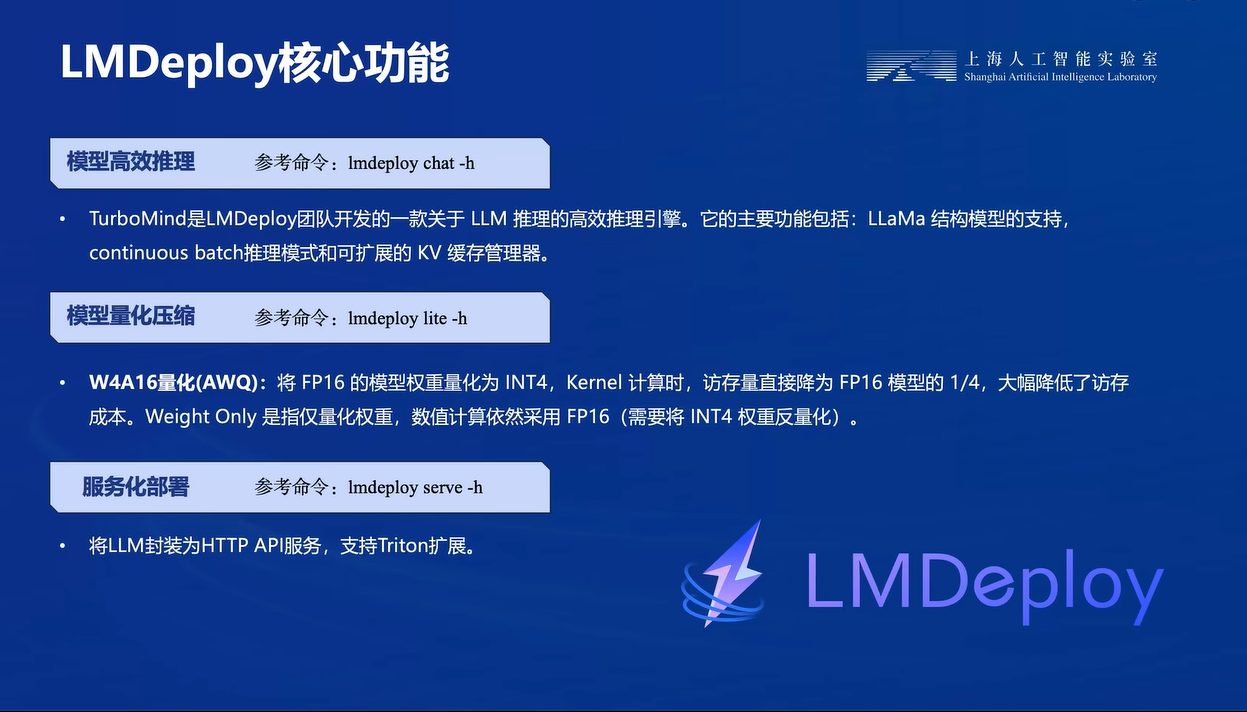 LMDeploy核心功能
上海人工智能实验室
Shanghai Artificial Intelligence Laboratory
模型高效推理 参考命令：lmdeploy chat -h
• TurboMind是LMDeploy团队开发的一款关于 LLM 推理的高效推理引擎。它的主要功能包括：LLaMa 结构模型的支持，
continuous batch推理模式和可扩展的 KV 缓存管理器。
模型量化压缩 参考命令：lmdeploy lite -h
• W4A16量化(AWQ)：将 FP16 的模型权重量化为 INT4，Kernel 计算时，访存量直接降为 FP16 模型的 1/4，大幅降低了访存
成本。Weight Only 是指仅量化权重，数值计算依然采用 FP16（需要将 INT4 权重反量化）。
服务化部署 参考命令：lmdeploy serve -h
• 将LLM封装为HTTP API服务，支持Triton扩展。
LMDeploy